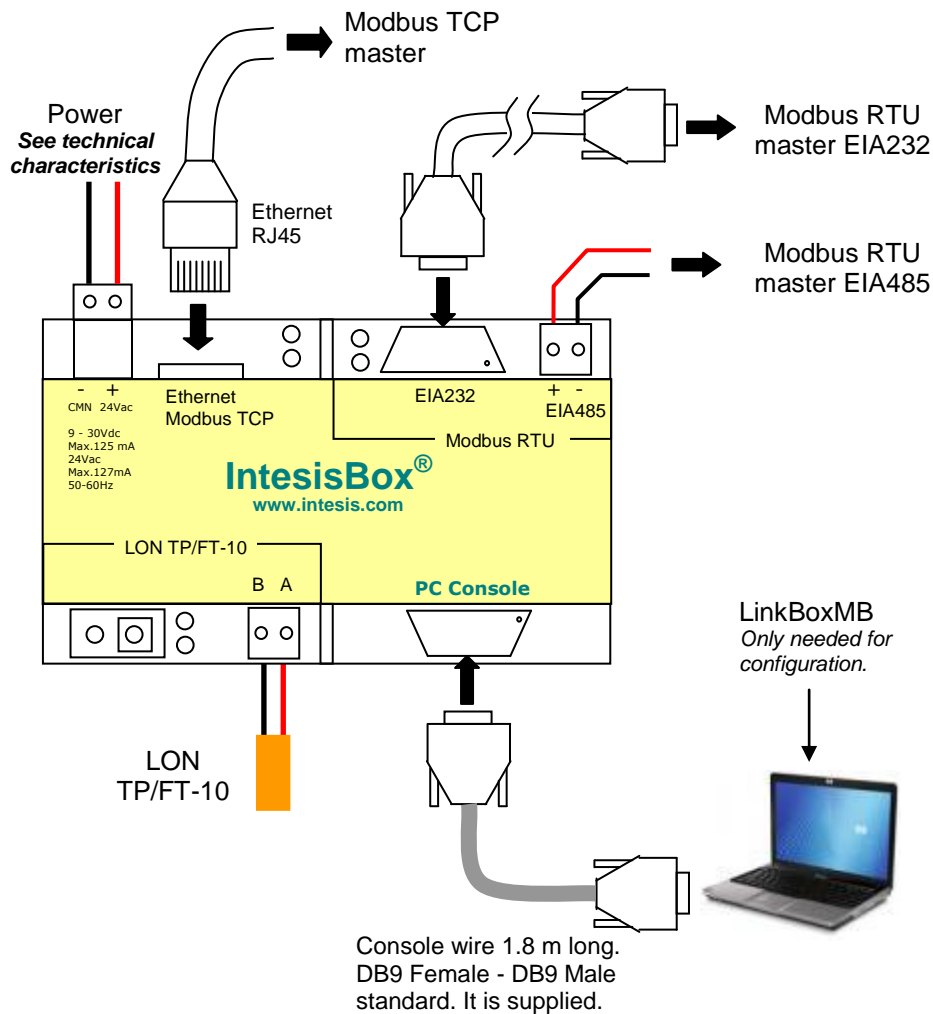 Modbus TCP
master
Power
See technical
characteristics
Ethernet
RJ45
Modbus RTU
master EIA232
Modbus RTU
master EIA485
- +
CMN 24Vac
9 - 30Vdc
Max.125 mA
24Vac
Max.127mA
50-60Hz
Ethernet
Modbus TCP
EIA232
+ -
EIA485
Modbus RTU
IntesisBox®
www.intesis.com
LON TP/FT-10
B A
PC Console
LON
TP/FT-10
LinkBoxMB
Only needed for
configuration.
Console wire 1.8 m long.
DB9 Female - DB9 Male
standard. It is supplied.